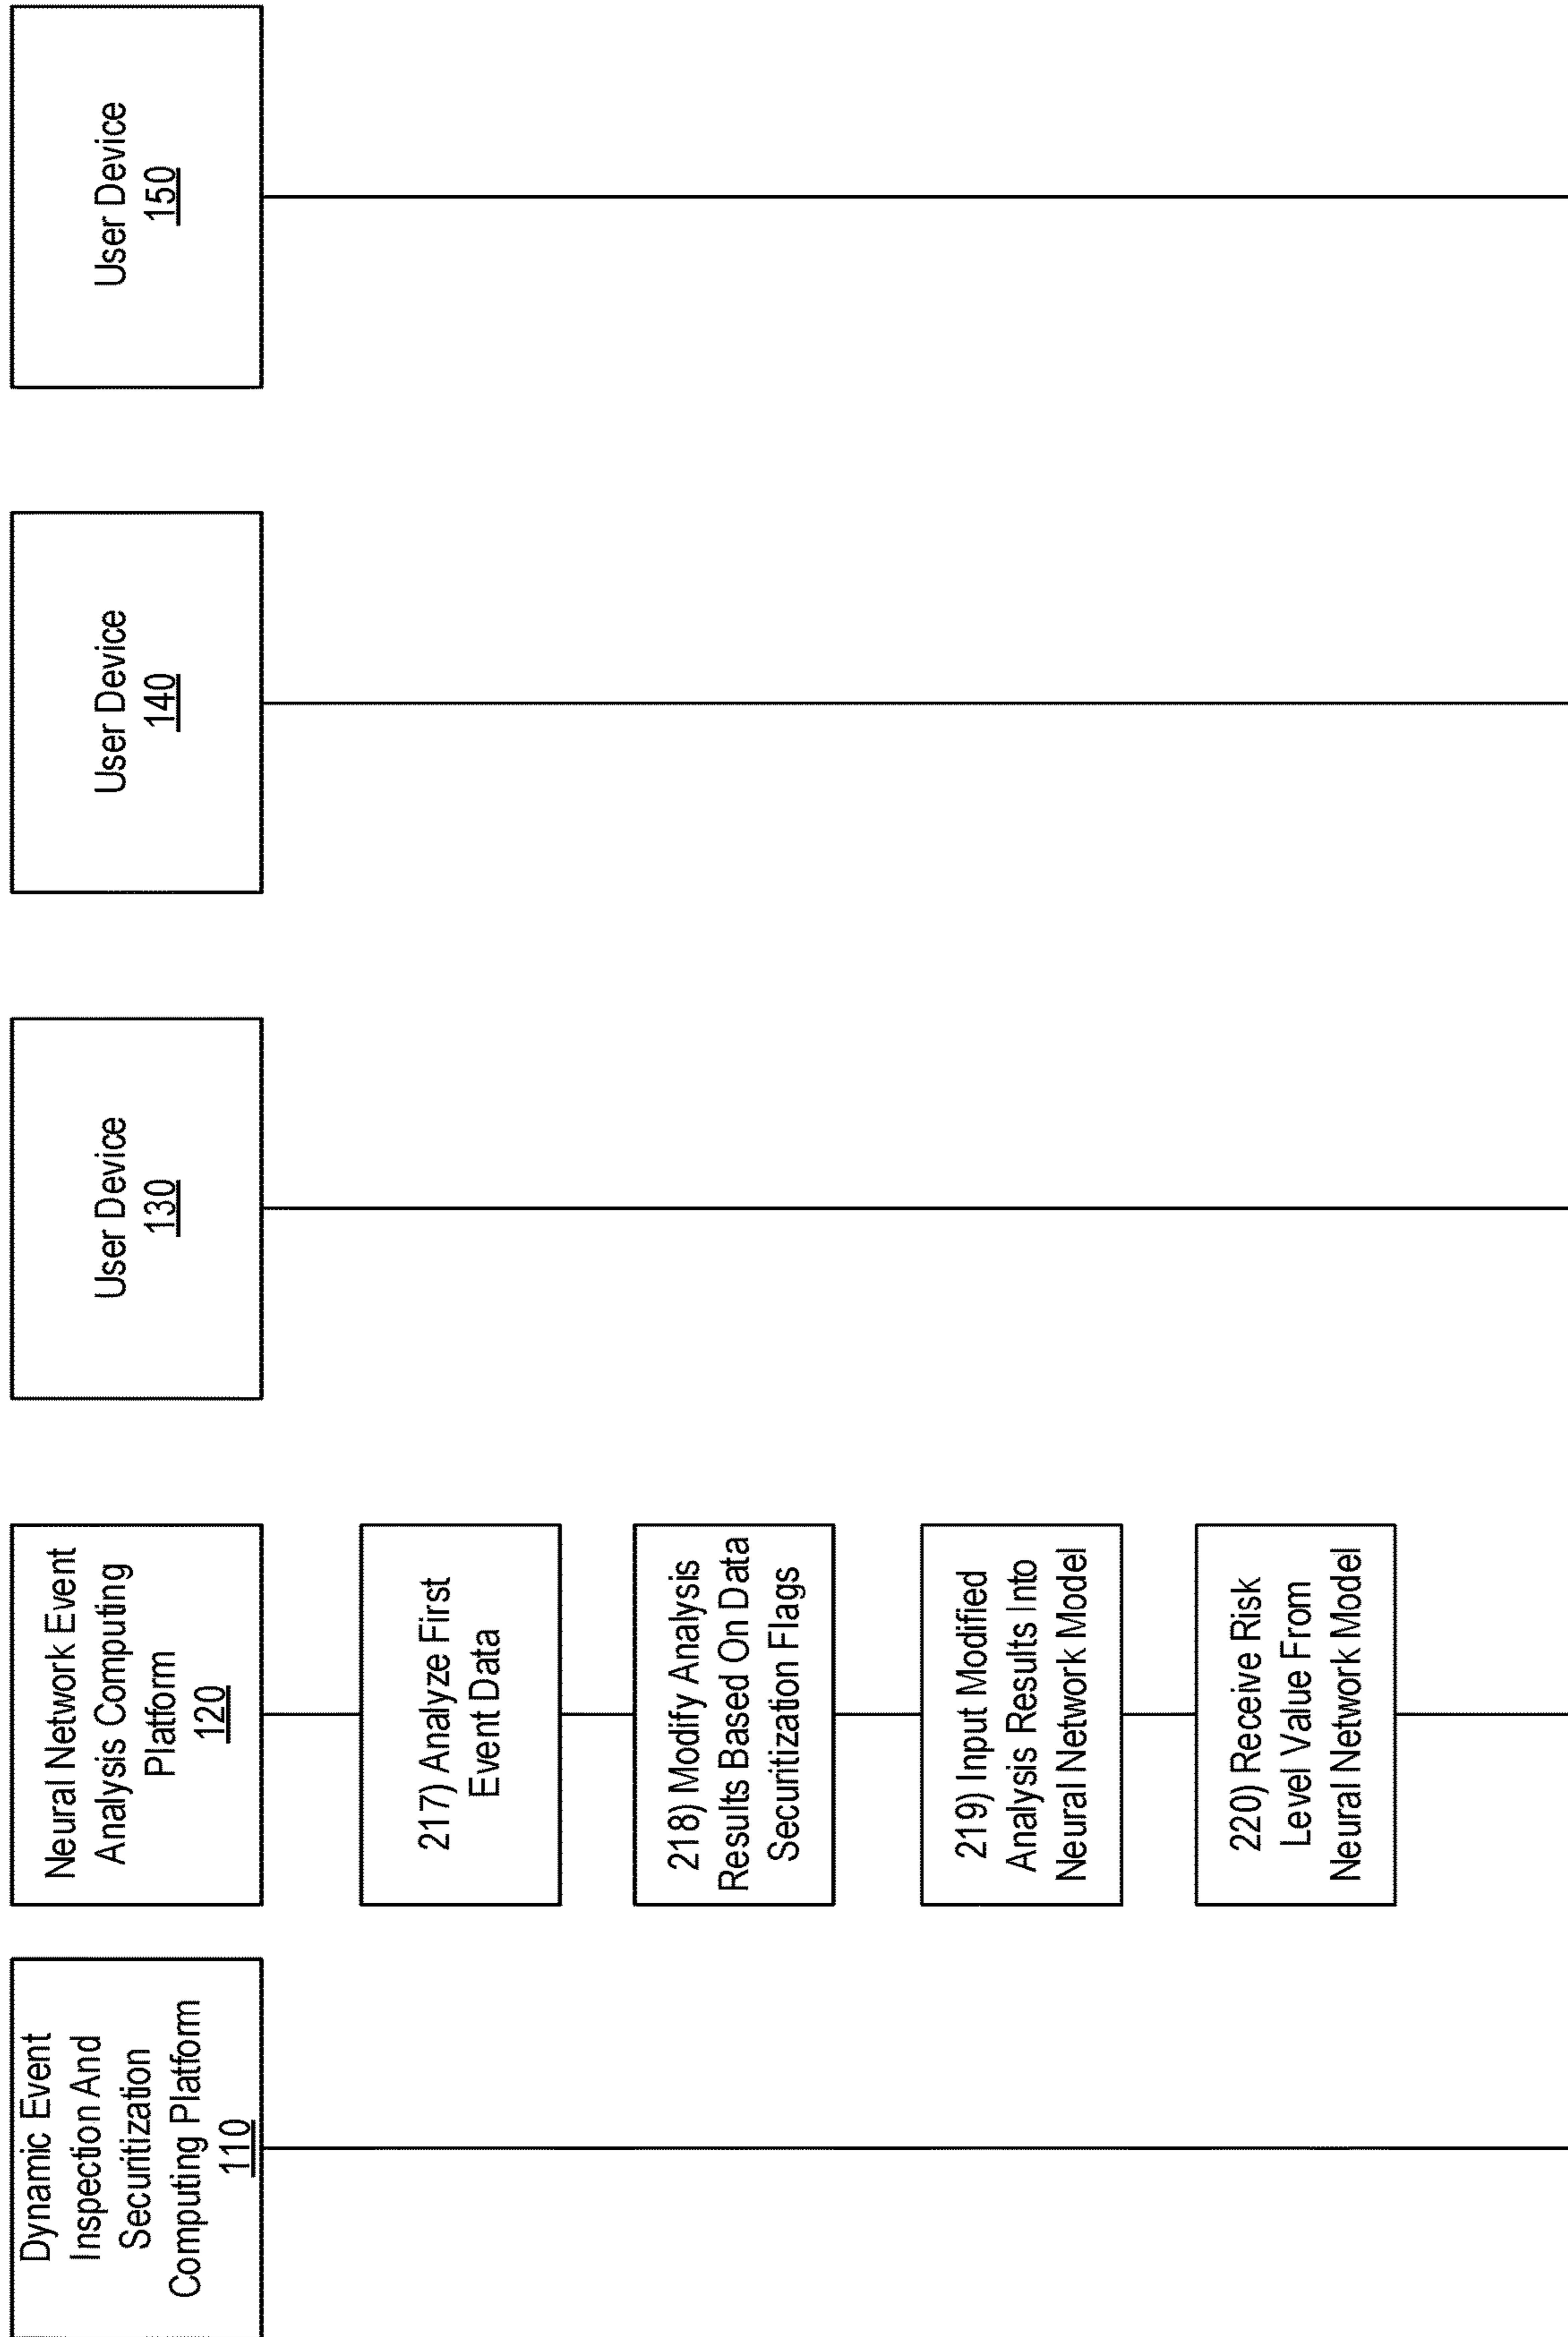 Dynamic Event
Inspection And
Securitization
Computing Platform
110
Neural Network Event
Analysis Computing
Platform
120
User Device
130
User Device
140
User Device
150
217) Analyze First
Event Data
218) Modify Analysis
Results Based On Data
Securitization Flags
219) Input Modified
Analysis Results Into
Neural Network Model
220) Receive Risk
Level Value From
Neural Network Model